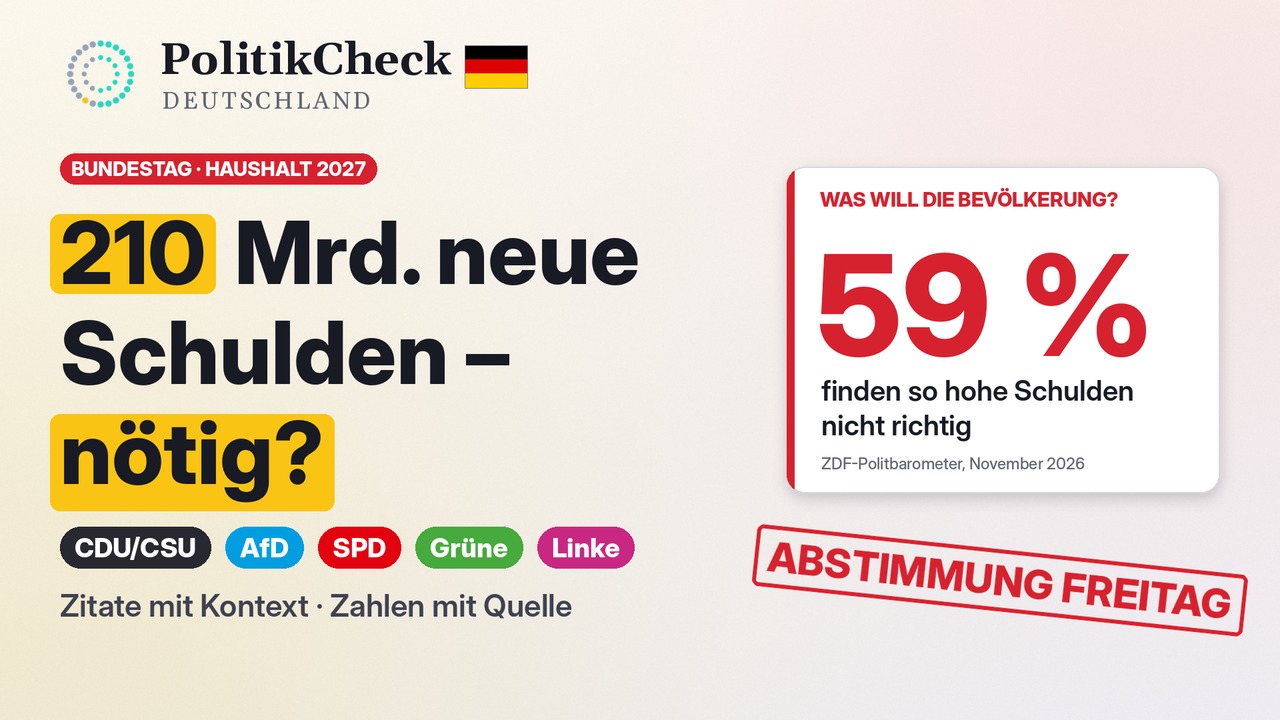 PolitikCheck
DEUTSCHLAND
BUNDESTAG · HAUSHALT 2027
210 Mrd. neue
Schulden –
nötig?
CDU/CSU AfD SPD Grüne Linke
Zitate mit Kontext · Zahlen mit Quelle
WAS WILL DIE BEVÖLKERUNG?
59 %
finden so hohe Schulden
nicht richtig
ZDF-Politbarometer, November 2026
ABSTIMMUNG FREITAG